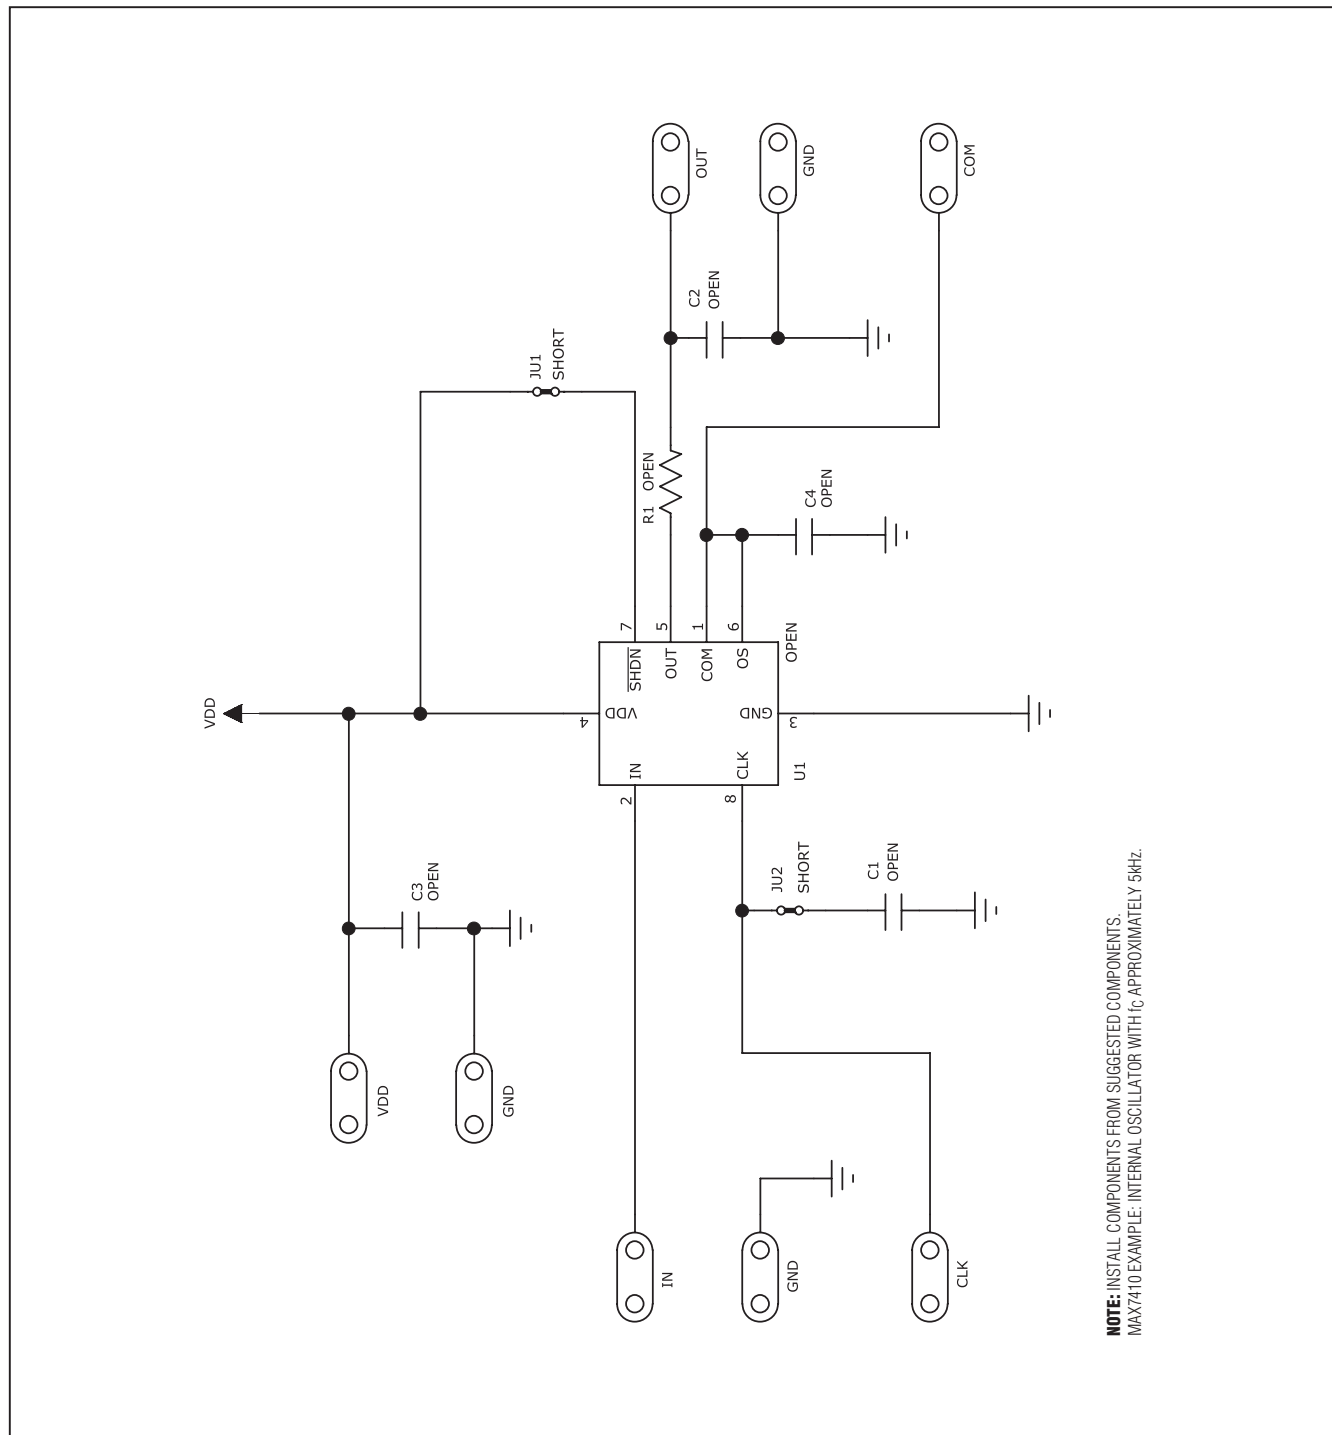 VDD
OUT
GND
COM
C2
OPEN
JU1
SHORT
R1 OPEN
C4
OPEN
7
5
1
6
SHDN
OUT
COM
OS
OPEN
4
VDD
GND
3
IN
CLK
U1
2
8
C3
OPEN
JU2
SHORT
C1
OPEN
VDD
GND
IN
GND
CLK
NOTE: INSTALL COMPONENTS FROM SUGGESTED COMPONENTS.
MAX7410 EXAMPLE: INTERNAL OSCILLATOR WITH fC APPROXIMATELY 5kHz.